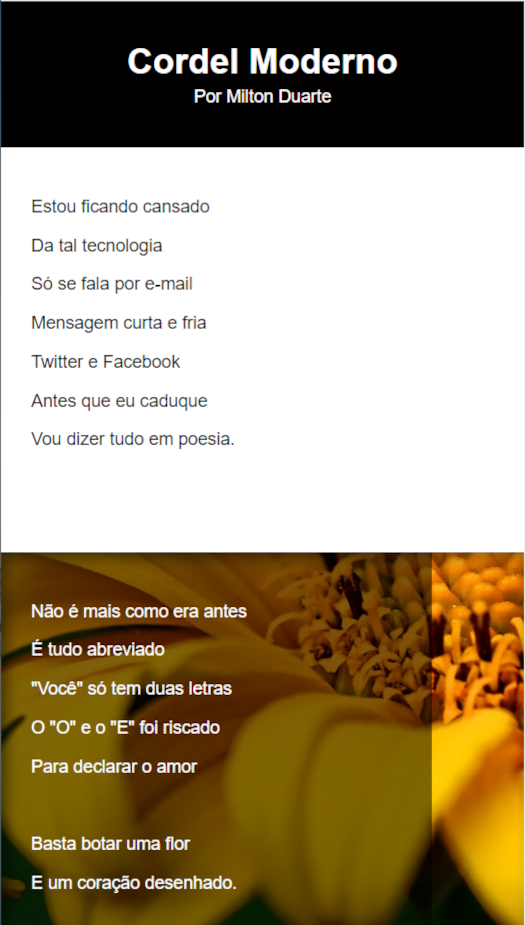 Cordel Moderno
Por Milton Duarte
Estou ficando cansado
Da tal tecnologia
Só se fala por e-mail
Mensagem curta e fria
Twitter e Facebook
Antes que eu caduque
Vou dizer tudo em poesia.
Não é mais como era antes
É tudo abreviado
"Você" só tem duas letras
O "O" e o "E" foi riscado
Para declarar o amor
Basta botar uma flor
E um coração desenhado.